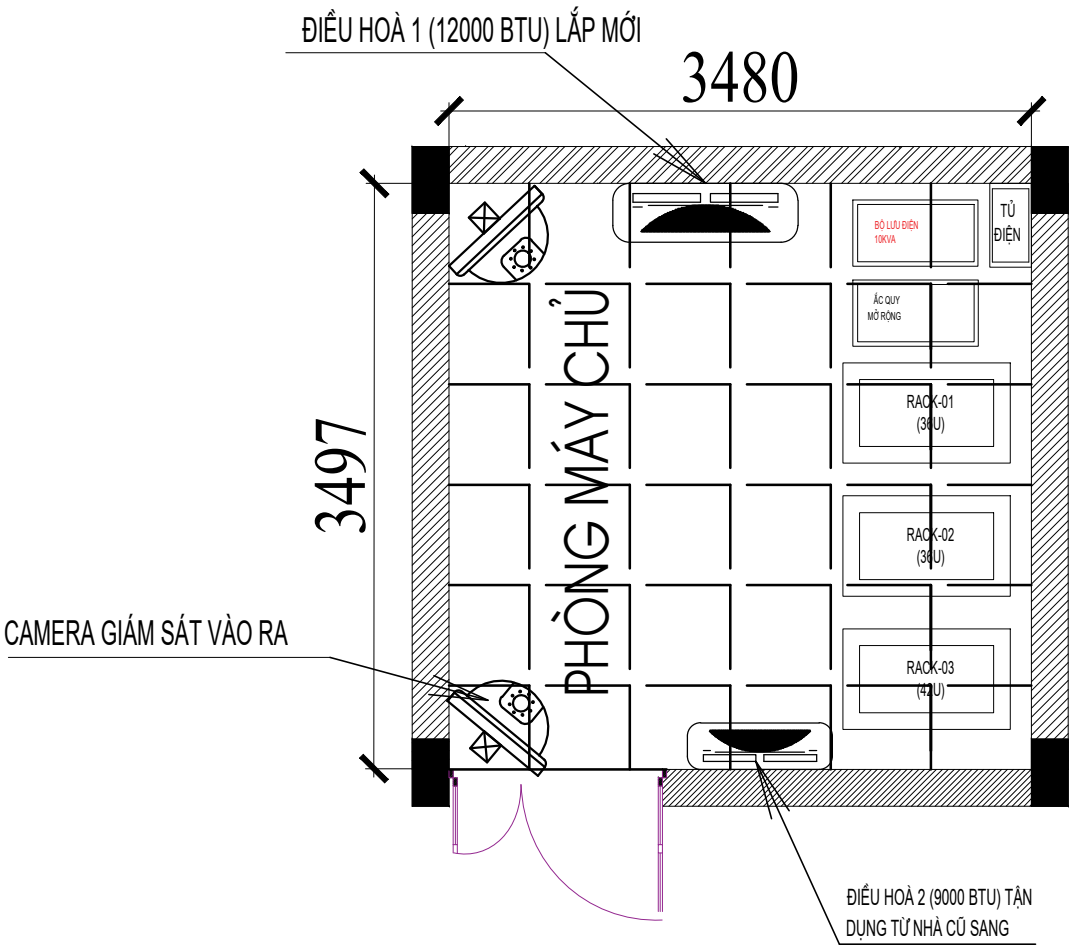 ĐIỀU HOÀ 1 (12000 BTU) LẮP MỚI
3480
BỘ LƯU ĐIỆN
10KVA
TỦ
ĐIỆN
ẮC QUY
MỞ RỘNG
RACK-01
(36U)
3497
PHÒNG MÁY CHỦ
RACK-02
(36U)
CAMERA GIÁM SÁT VÀO RA
RACK-03
(42U)
ĐIỀU HOÀ 2 (9000 BTU) TẬN
DỤNG TỪ NHÀ CŨ SANG